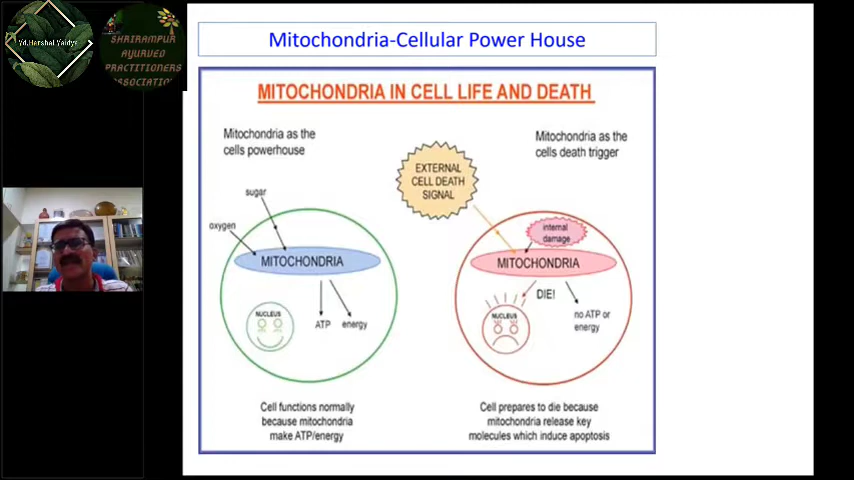 Yd.Harshal Vaidya
SHRIRAMPUR
AYURVED
PRACTITIONERS
ASSOCIATION
Mitochondria-Cellular Power House
MITOCHONDRIA IN CELL LIFE AND DEATH
Mitochondria as the
cells powerhouse
sugar
oxygen
MITOCHONDRIA
NUCLEUS
ATP
energy
Cell functions normally
because mitochondria
make ATP/energy
EXTERNAL
CELL DEATH
SIGNAL
Mitochondria as the
cells death trigger
internal
damage
MITOCHONDRIA
DIE!
NUCLEUS
no ATP or
energy
Cell prepares to die because
mitochondria release key
molecules which induce apoptosis